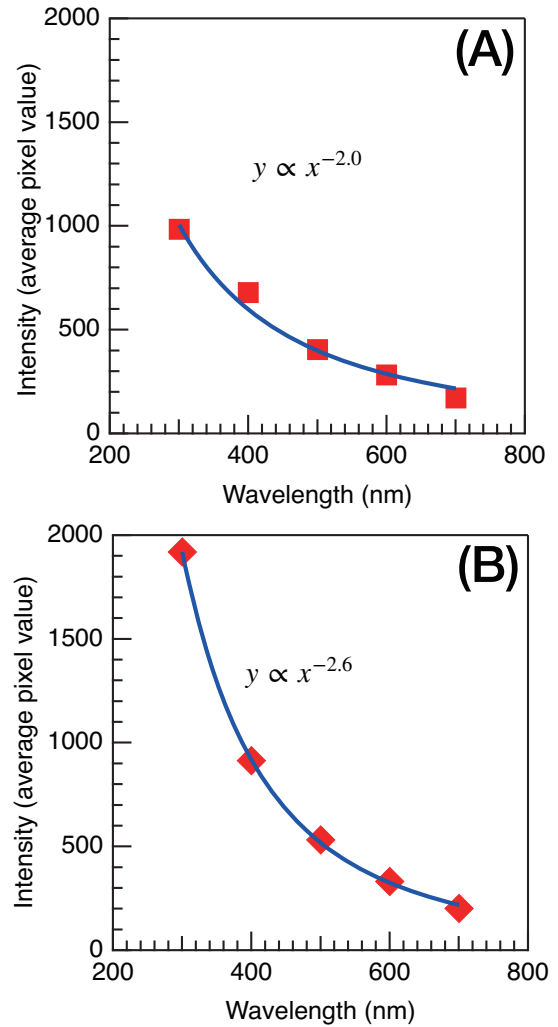 (A)
2000
1500
1000
500
0
Intensity (average pixel value)
y ∝ x^{-2.0}
200 400 600 800
Wavelength (nm)
(B)
2000
1500
1000
500
0
Intensity (average pixel value)
y ∝ x^{-2.6}
200 400 600 800
Wavelength (nm)